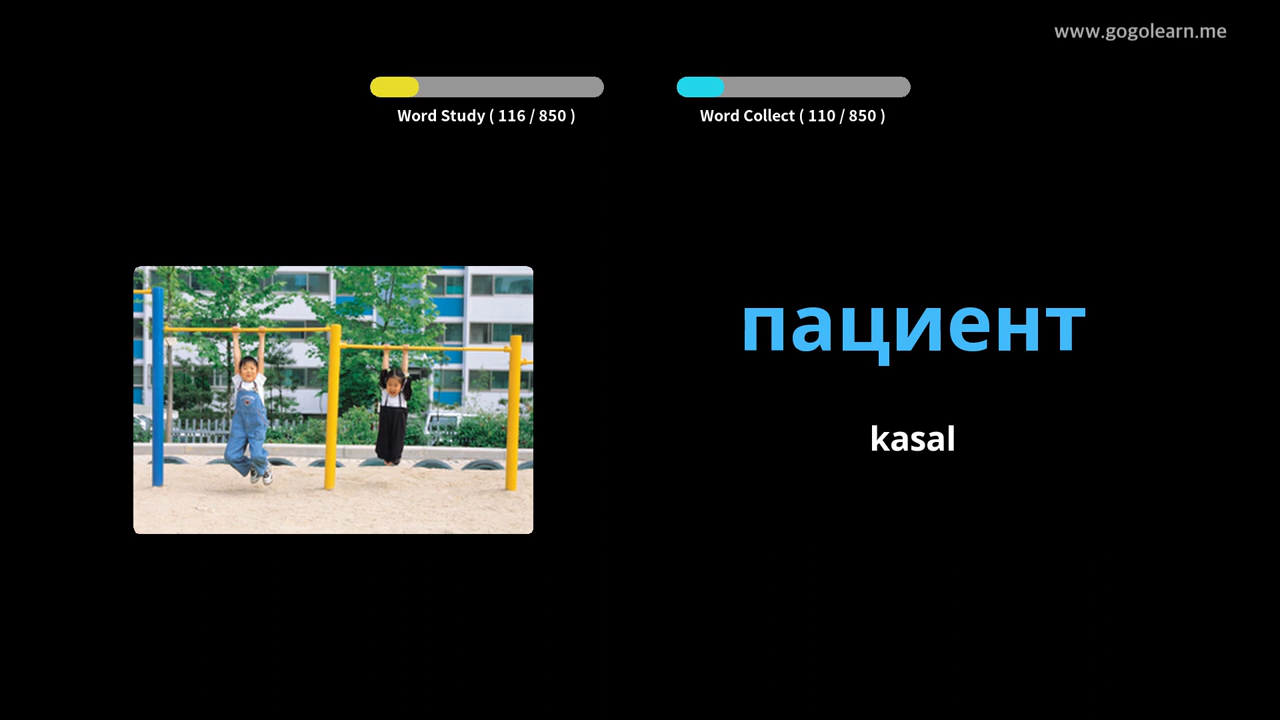 www.gogolearn.me
Word Study ( 116 / 850 )
Word Collect ( 110 / 850 )
пациент
kasal